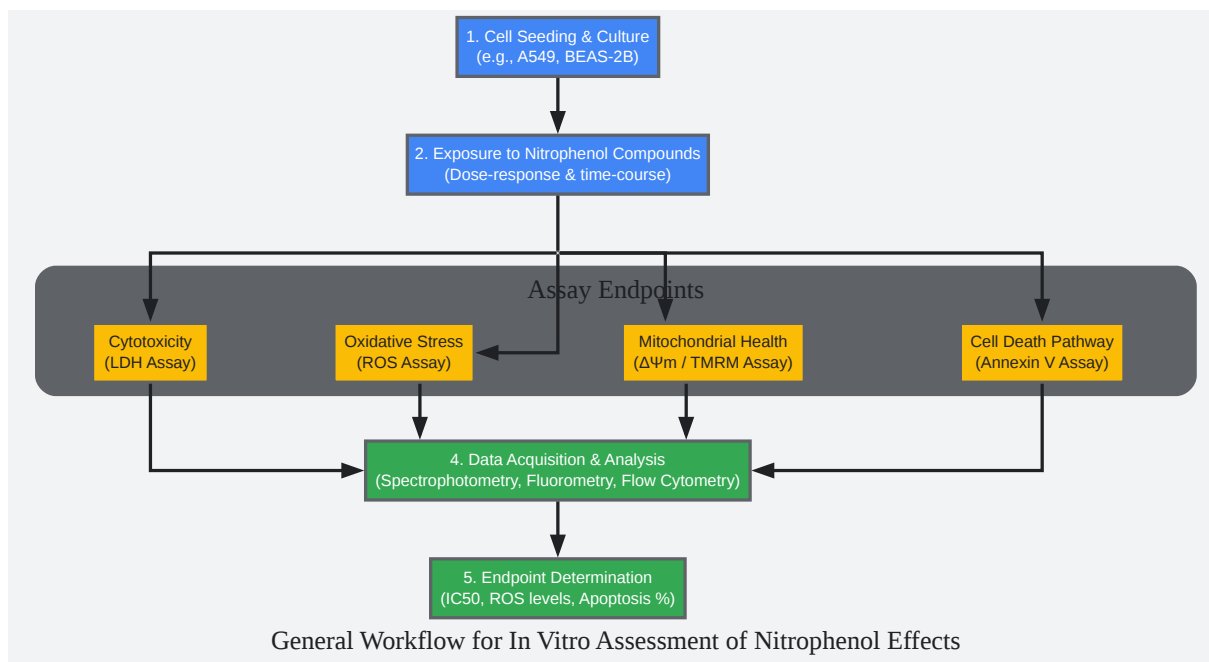 1. Cell Seeding & Culture
(e.g., A549, BEAS-2B)
2. Exposure to Nitrophenol Compounds
(Dose-response & time-course)
Assay Endpoints
Cytotoxicity
(LDH Assay)
Oxidative Stress
(ROS Assay)
Mitochondrial Health
(ΔΨm / TMRM Assay)
Cell Death Pathway
(Annexin V Assay)
4. Data Acquisition & Analysis
(Spectrophotometry, Fluorometry, Flow Cytometry)
5. Endpoint Determination
(IC50, ROS levels, Apoptosis %)
General Workflow for In Vitro Assessment of Nitrophenol Effects